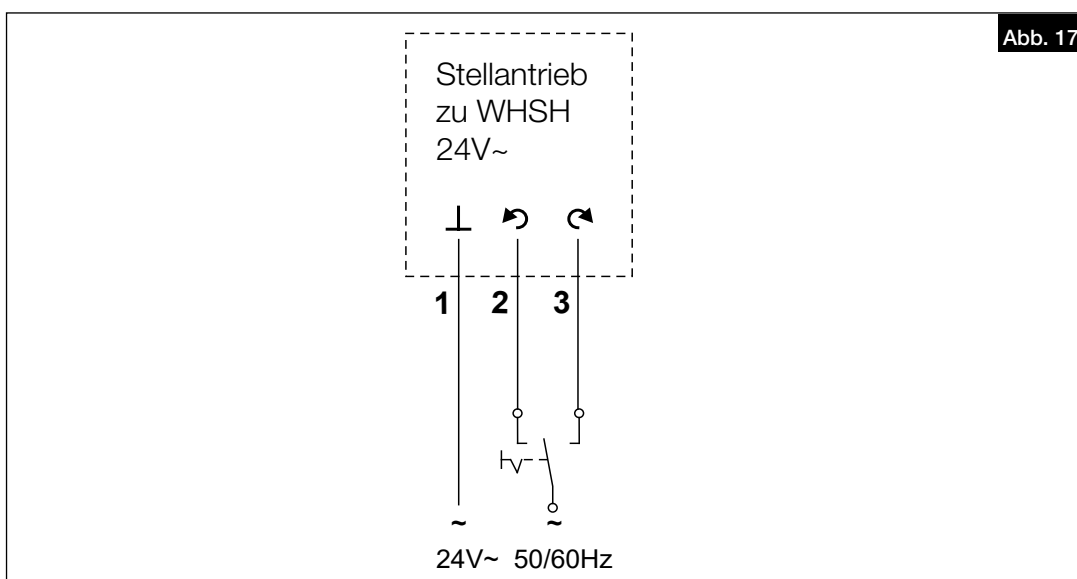 Abb. 17
Stellantrieb
zu WHSH
24V~
1 2 3
~ ~
24V~ 50/60Hz